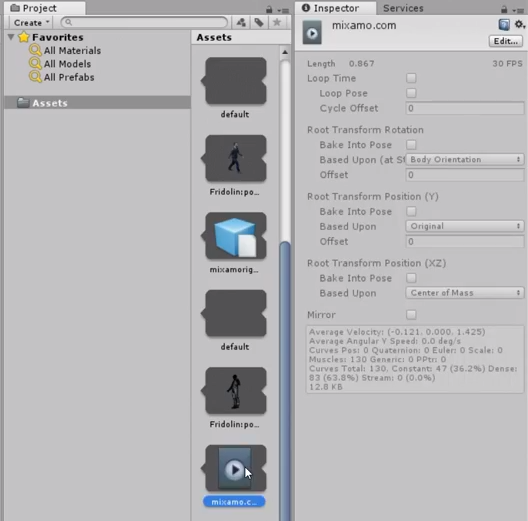 Project
Create
Favorites
All Materials
All Models
All Prefabs
Assets
Assets
default
Fridolin:po...
mixamorig...
default
Fridolin:po...
mixamo.c...
Inspector
Services
mixamo.com
Edit...
Length 0.867 30 FPS
Loop Time
Loop Pose
Cycle Offset 0
Root Transform Rotation
Bake Into Pose
Based Upon (at St Body Orientation
Offset 0
Root Transform Position (Y)
Bake Into Pose
Based Upon Original
Offset 0
Root Transform Position (XZ)
Bake Into Pose
Based Upon Center of Mass
Mirror
Average Velocity: (-0.121, 0.000, 1.425)
Average Angular Y Speed: 0.0 deg/s
Curves Pos: 0 Quaternion: 0 Euler: 0 Scale: 0
Muscles: 130 Generic: 0 PPtr: 0
Curves Total: 130, Constant: 47 (36.2%) Dense:
83 (63.8%) Stream: 0 (0.0%)
12.8 KB